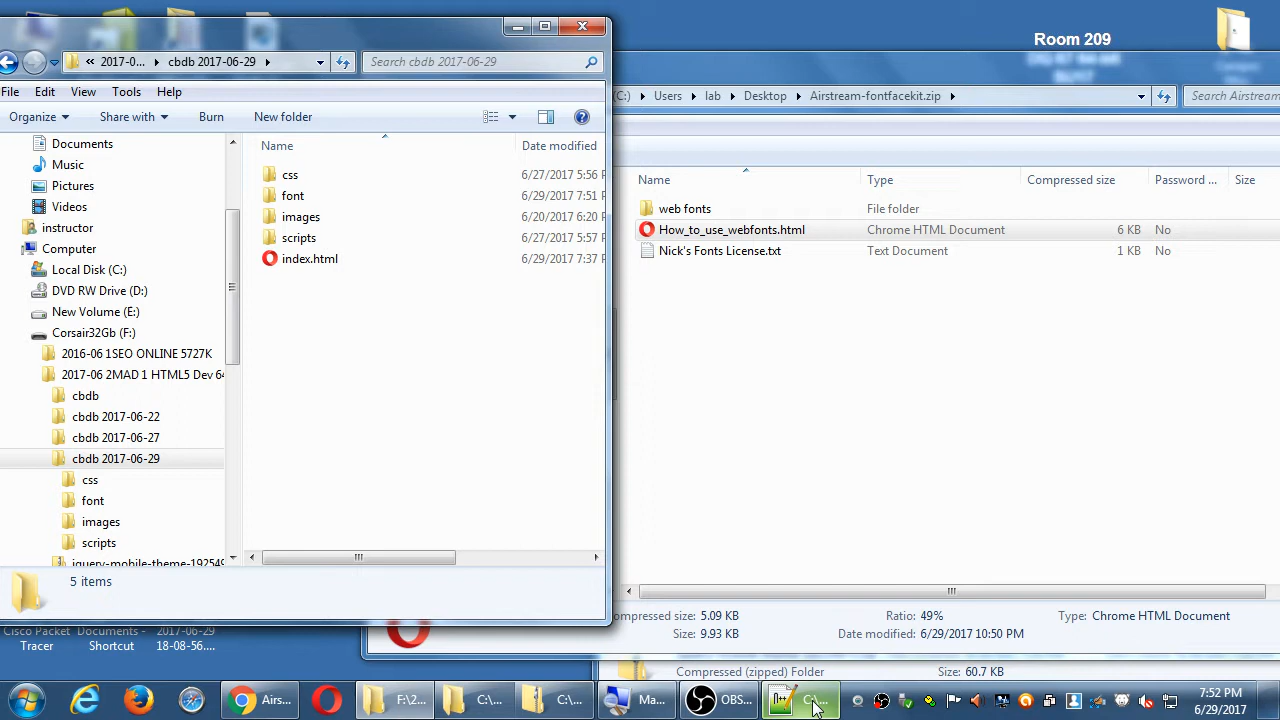 Room 209
2017-0...
cbdb 2017-06-29
Search cbdb 2017-06-29
(C:)
Users
lab
Desktop
Airstream-fontfacekit.zip
Search Airstream
File
Edit
View
Tools
Help
Organize
Share with
Burn
New folder
Documents
Music
Pictures
Videos
instructor
Computer
Local Disk (C:)
DVD RW Drive (D:)
New Volume (E:)
Corsair32Gb (F:)
2016-06 1SEO ONLINE 5727K
2017-06 2MAD 1 HTML5 Dev 64
cbdb
cbdb 2017-06-22
cbdb 2017-06-27
cbdb 2017-06-29
css
font
images
scripts
jquery-mobile-theme-192549
Name
Date modified
css
6/27/2017 5:56 P
font
6/29/2017 7:51 P
images
6/20/2017 6:20 P
scripts
6/27/2017 5:57 P
index.html
6/29/2017 7:37 P
5 items
Name
Type
Compressed size
Password ...
Size
web fonts
File folder
How_to_use_webfonts.html
Chrome HTML Document
6 KB
No
Nick's Fonts License.txt
Text Document
1 KB
No
ompressed size: 5.09 KB
Ratio: 49%
Type: Chrome HTML Document
Size: 9.93 KB
Date modified: 6/29/2017 10:50 PM
Compressed (zipped) Folder
Size: 60.7 KB
Cisco Packet
Tracer
Documents -
Shortcut
2017-06-29
18-08-56....
Airs...
F:\2...
C:\...
C:\...
Ma...
OBS...
C:\...
7:52 PM
6/29/2017